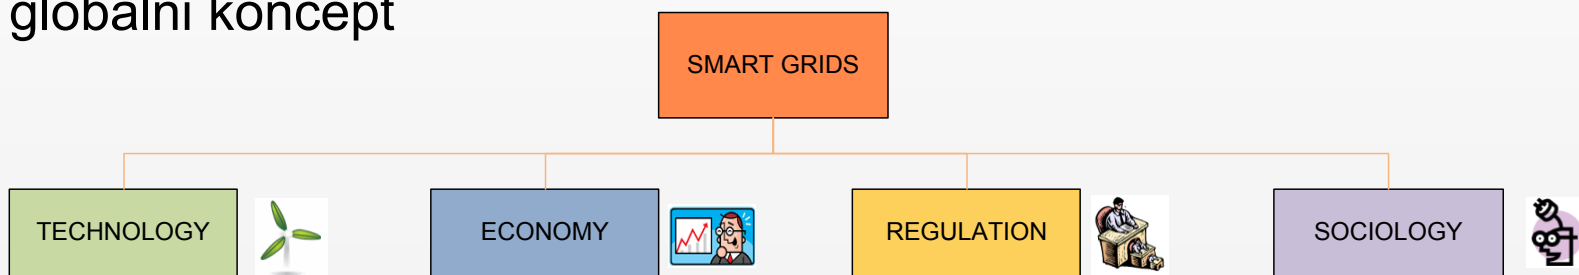 globalni koncept
SMART GRIDS
TECHNOLOGY
ECONOMY
REGULATION
SOCIOLOGY